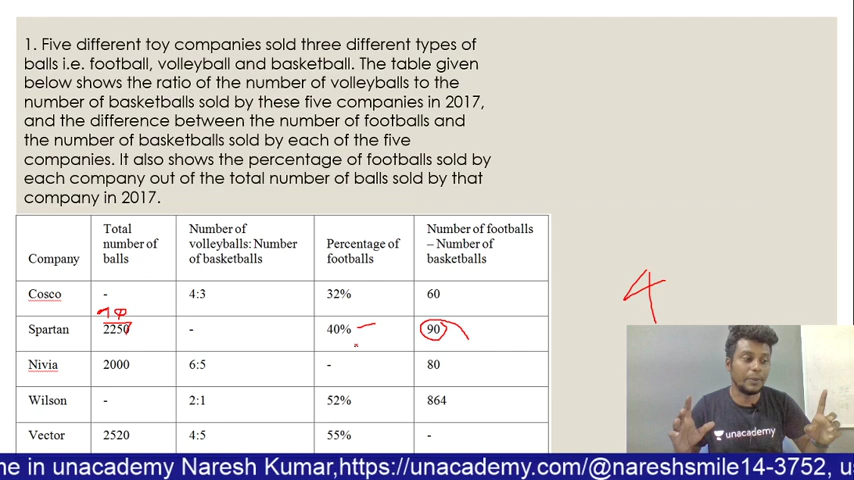 1. Five different toy companies sold three different types of
balls i.e. football, volleyball and basketball. The table given
below shows the ratio of the number of volleyballs to the
number of basketballs sold by these five companies in 2017,
and the difference between the number of footballs and
the number of basketballs sold by each of the five
companies. It also shows the percentage of footballs sold by
each company out of the total number of balls sold by that
company in 2017.
Company Total number of balls Number of volleyballs: Number of basketballs Percentage of footballs Number of footballs – Number of basketballs
Cosco - 4:3 32% 60
Spartan 2250 - 40% 90
Nivia 2000 6:5 - 80
Wilson - 2:1 52% 864
Vector 2520 4:5 55% -
4
unacademy
me in unacademy Naresh Kumar,https://unacademy.com/@nareshsmile14-3752, u